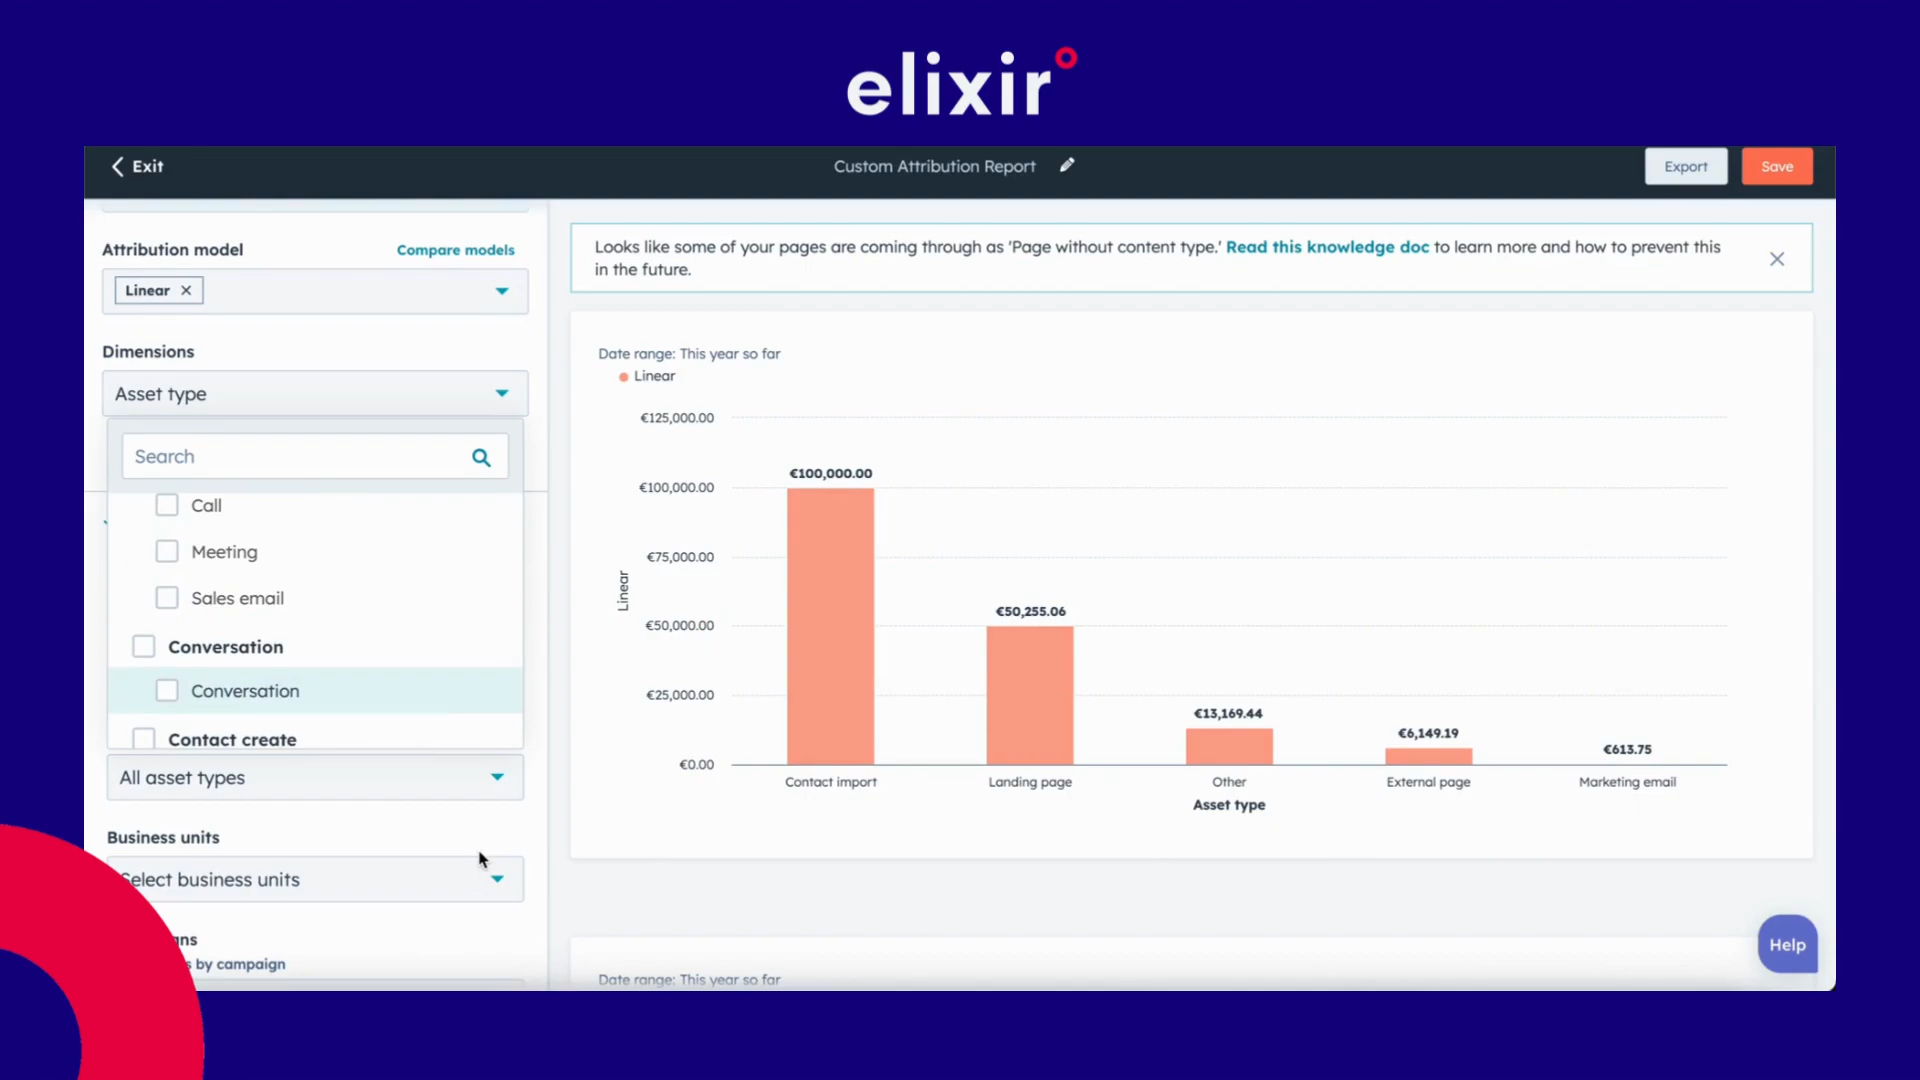 elixir
Exit
Custom Attribution Report
Export
Save
Attribution model
Compare models
Linear
Dimensions
Asset type
Search
Call
Meeting
Sales email
Conversation
Conversation
Contact create
All asset types
Business units
Select business units
by campaign
Looks like some of your pages are coming through as 'Page without content type.' Read this knowledge doc to learn more and how to prevent this
in the future.
Date range: This year so far
Linear
€125,000.00
€100,000.00
€75,000.00
€50,000.00
€25,000.00
€0.00
Linear
€100,000.00
€50,255.06
€13,169.44
€6,149.19
€613.75
Contact import
Landing page
Other
External page
Marketing email
Asset type
Help
Date range: This year so far